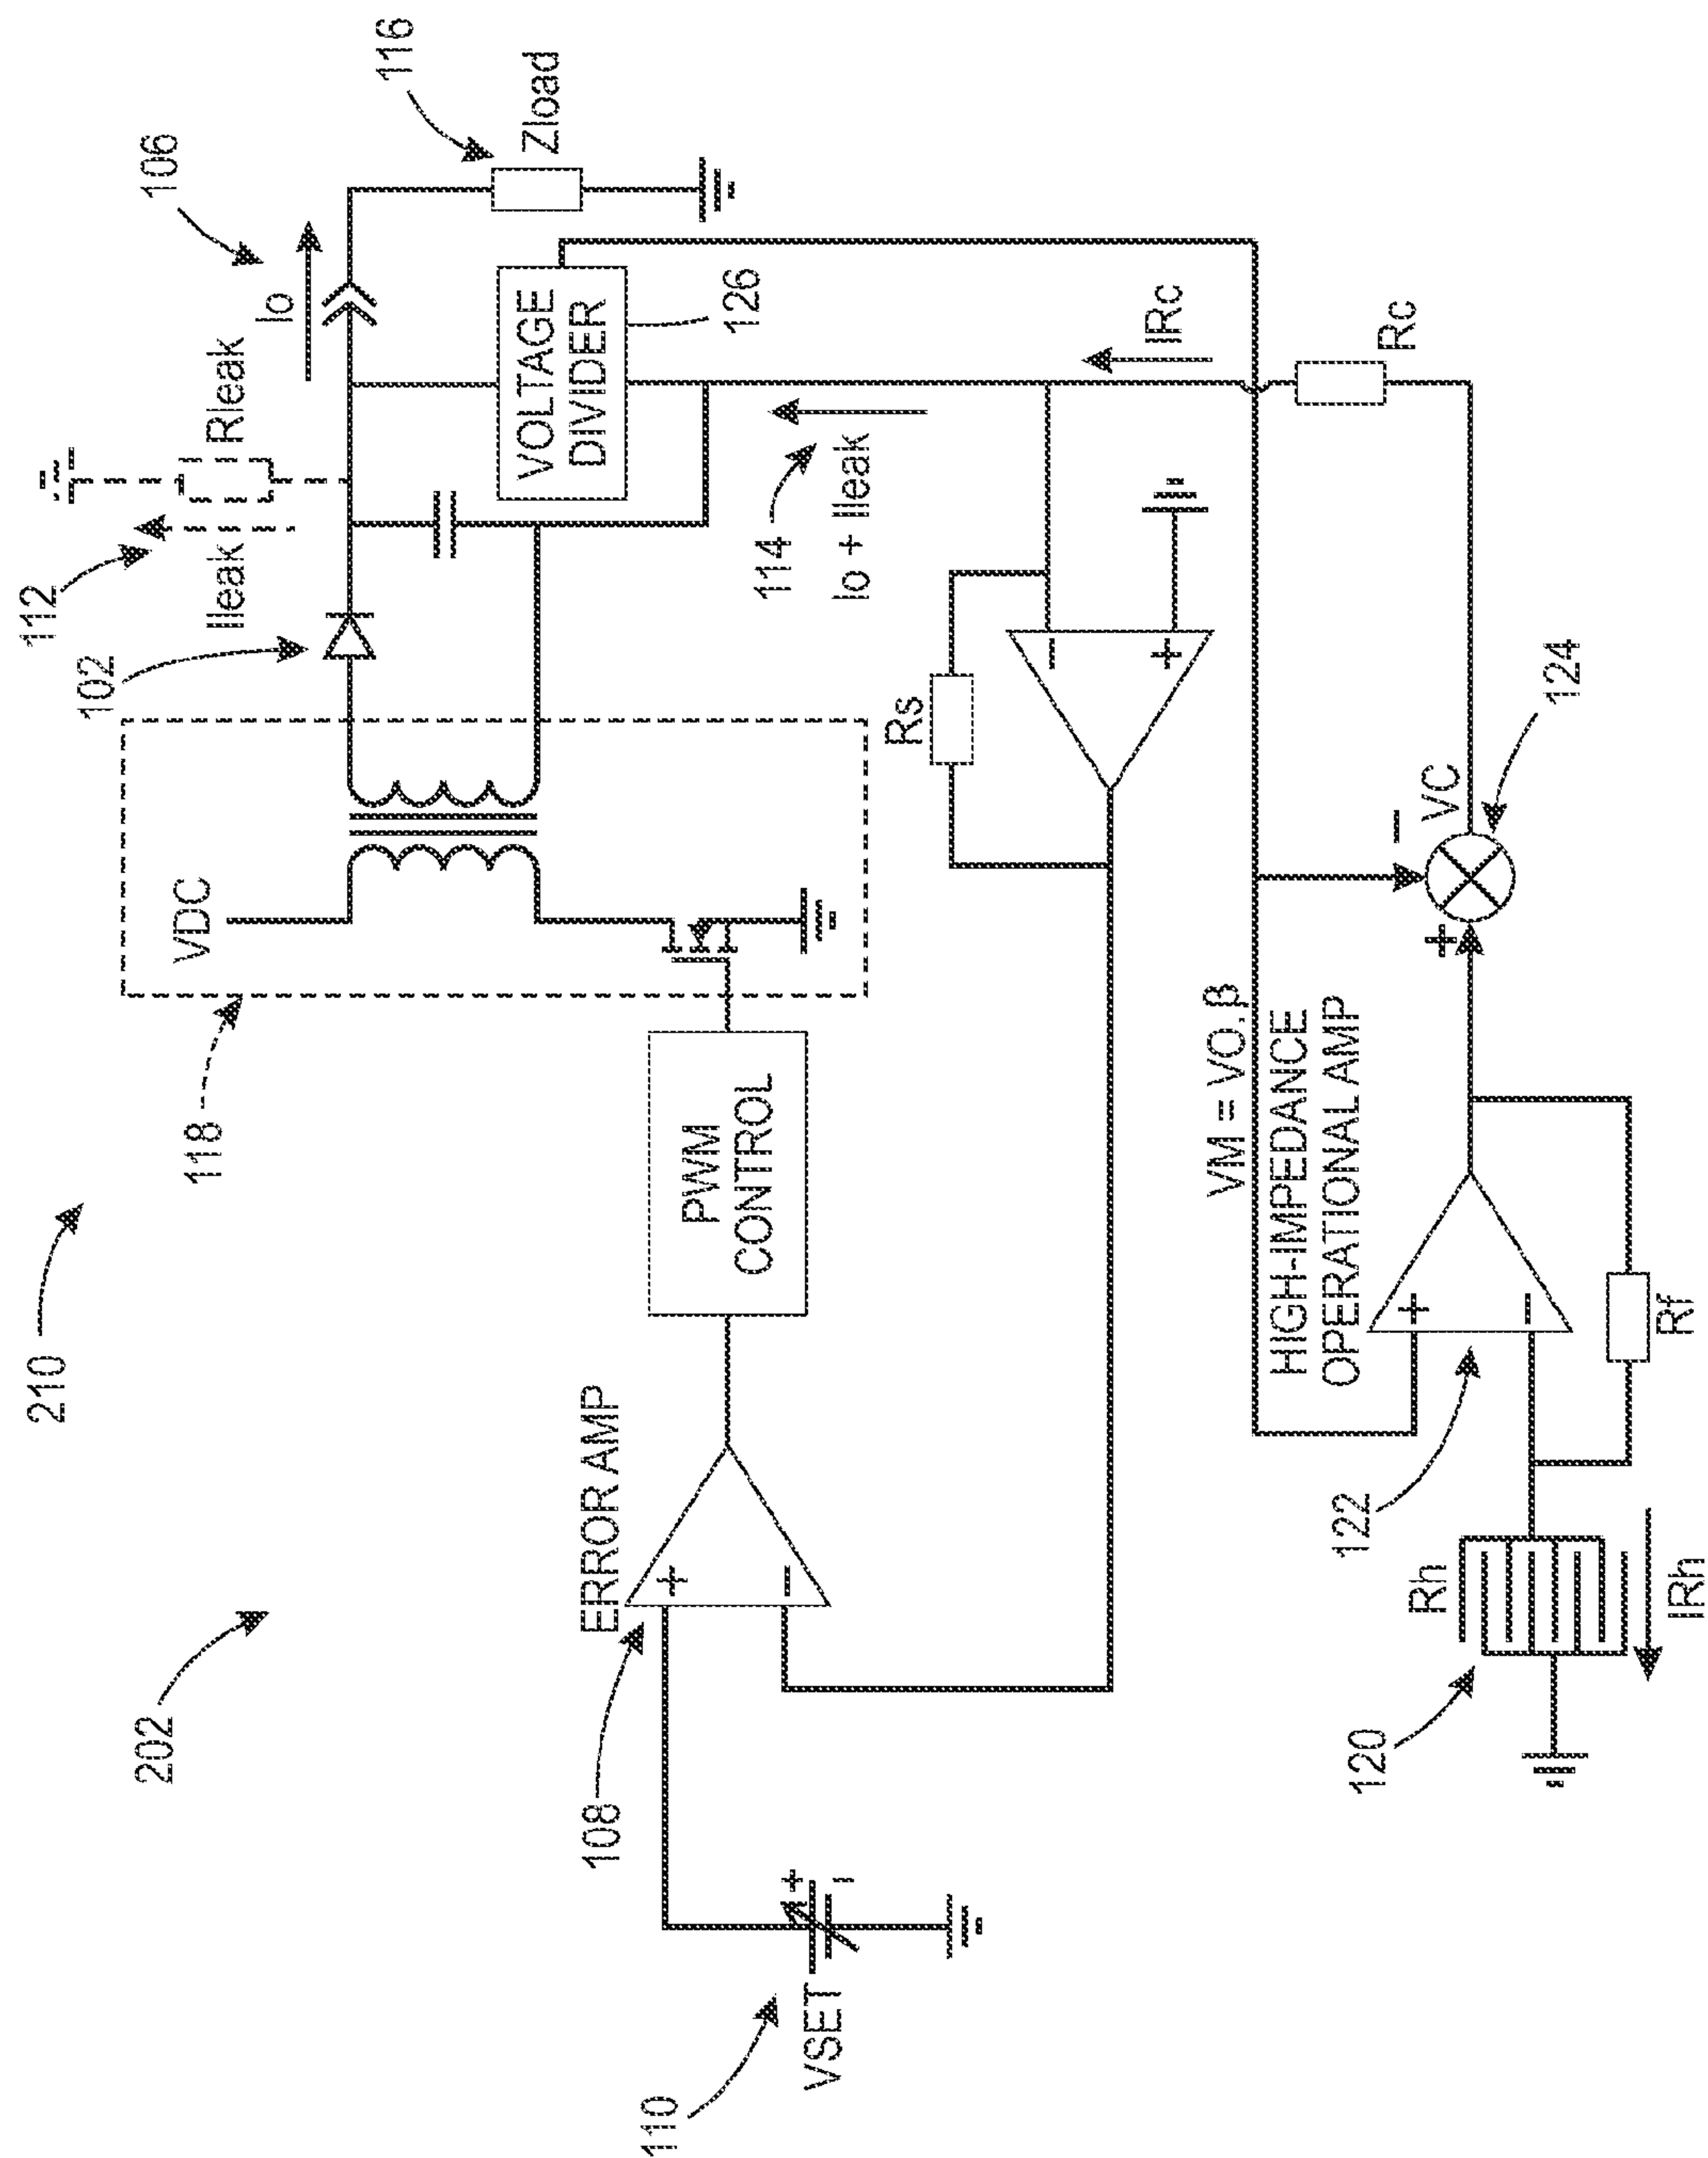 210
202
118
102
112
Ileak
Rleak
106
Io
116
Zload
VDC
VOLTAGE
DIVIDER
126
ERROR AMP
+
−
108
PWM
CONTROL
110
VSET
+
−
Rs
−
+
114
Io + Ileak
IRc
Rc
VM = VO.β
HIGH-IMPEDANCE
OPERATIONAL AMP
+
−
122
Rh
120
IRh
Rf
+
−
VC
124